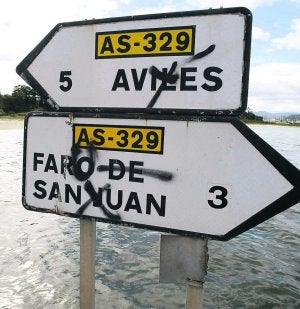 AS-329
5 AVILES
AS-329
FARO-DE
SAN JUAN 3